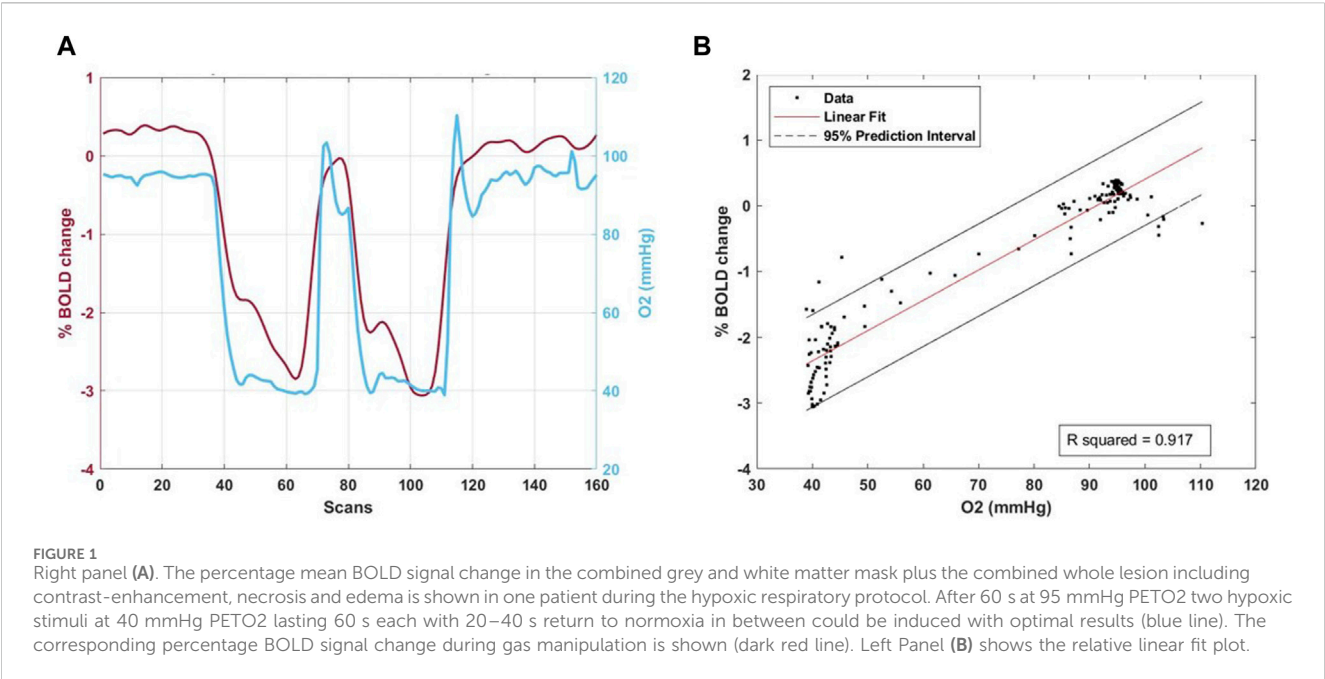 A
B
1
0
-1
-2
-3
-4
% BOLD change
0 20 40 60 80 100 120 140 160
Scans
120
100
80
60
40
20
O2 (mmHg)
2
1
0
-1
-2
-3
-4
% BOLD change
Data
Linear Fit
95% Prediction Interval
R squared = 0.917
30 40 50 60 70 80 90 100 110 120
O2 (mmHg)
FIGURE 1
Right panel (A). The percentage mean BOLD signal change in the combined grey and white matter mask plus the combined whole lesion including
contrast-enhancement, necrosis and edema is shown in one patient during the hypoxic respiratory protocol. After 60 s at 95 mmHg PETO2 two hypoxic
stimuli at 40 mmHg PETO2 lasting 60 s each with 20–40 s return to normoxia in between could be induced with optimal results (blue line). The
corresponding percentage BOLD signal change during gas manipulation is shown (dark red line). Left Panel (B) shows the relative linear fit plot.